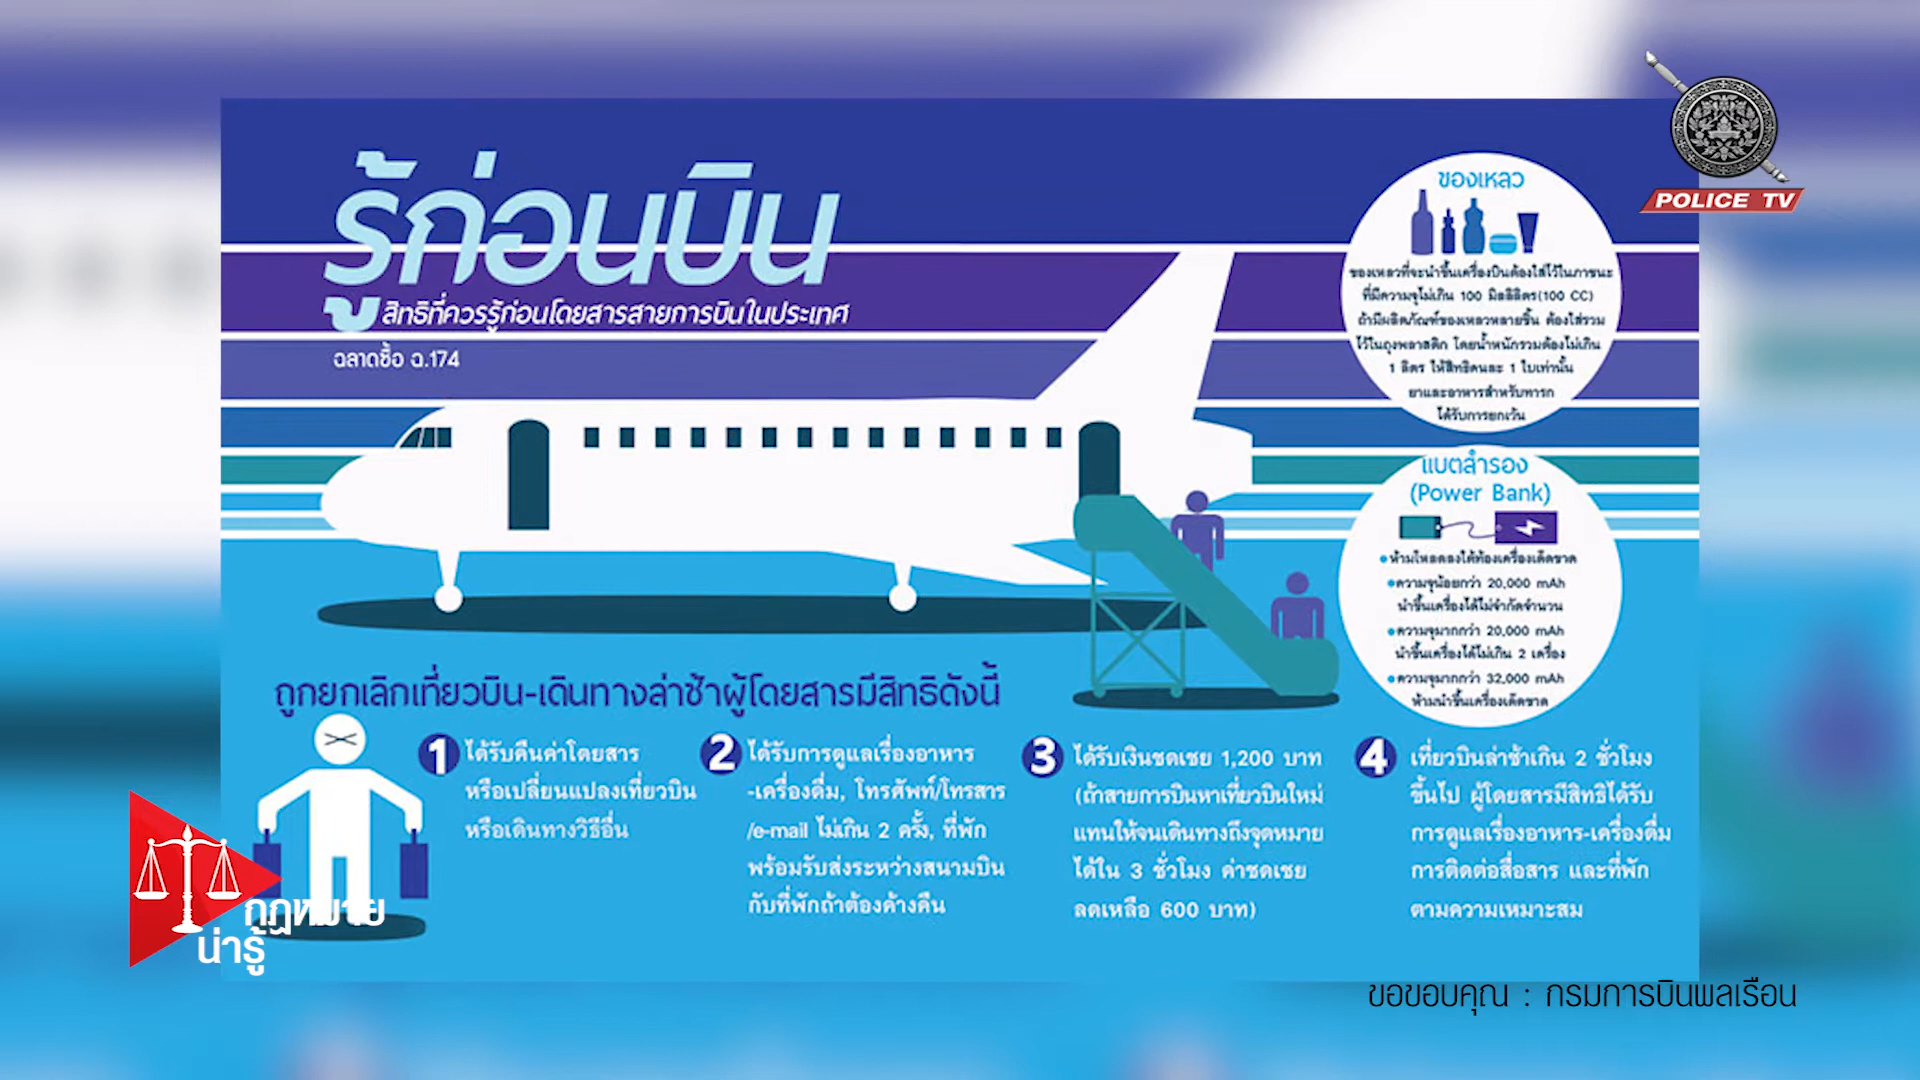 POLICE TV
รู้ก่อนบิน
สิทธิที่ควรรู้ก่อนโดยสารสายการบินในประเทศ
ฉลาดซื้อ ฉ.174
ของเหลว
ของเหลวที่จะนำขึ้นเครื่องบินต้องใส่ไว้ในภาชนะ
ที่มีความจุไม่เกิน 100 มิลลิลิตร(100 CC)
ถ้ามีผลิตภัณฑ์ของเหลวหลายชิ้น ต้องใส่รวม
ไว้ในถุงพลาสติก โดยน้ำหนักรวมต้องไม่เกิน
1 ลิตร ให้สิทธิคนละ 1 ใบเท่านั้น
ยาและอาหารสำหรับทารก
ได้รับการยกเว้น
แบตสำรอง
(Power Bank)
•ห้ามโหลดลงใต้ท้องเครื่องเด็ดขาด
•ความจุน้อยกว่า 20,000 mAh
นำขึ้นเครื่องได้ไม่จำกัดจำนวน
•ความจุมากกว่า 20,000 mAh
นำขึ้นเครื่องได้ไม่เกิน 2 เครื่อง
•ความจุมากกว่า 32,000 mAh
ห้ามนำขึ้นเครื่องเด็ดขาด
ถูกยกเลิกเที่ยวบิน-เดินทางล่าช้าผู้โดยสารมีสิทธิดังนี้
1 ได้รับคืนค่าโดยสาร
หรือเปลี่ยนแปลงเที่ยวบิน
หรือเดินทางวิธีอื่น
2 ได้รับการดูแลเรื่องอาหาร
-เครื่องดื่ม, โทรศัพท์/โทรสาร
/e-mail ไม่เกิน 2 ครั้ง, ที่พัก
พร้อมรับส่งระหว่างสนามบิน
กับที่พักถ้าต้องค้างคืน
3 ได้รับเงินชดเชย 1,200 บาท
(ถ้าสายการบินหาเที่ยวบินใหม่
แทนให้จนเดินทางถึงจุดหมาย
ได้ใน 3 ชั่วโมง ค่าชดเชย
ลดเหลือ 600 บาท)
4 เที่ยวบินล่าช้าเกิน 2 ชั่วโมง
ขึ้นไป ผู้โดยสารมีสิทธิได้รับ
การดูแลเรื่องอาหาร-เครื่องดื่ม
การติดต่อสื่อสาร และที่พัก
ตามความเหมาะสม
กฎหมาย
น่ารู้
ขอขอบคุณ : กรมการบินพลเรือน